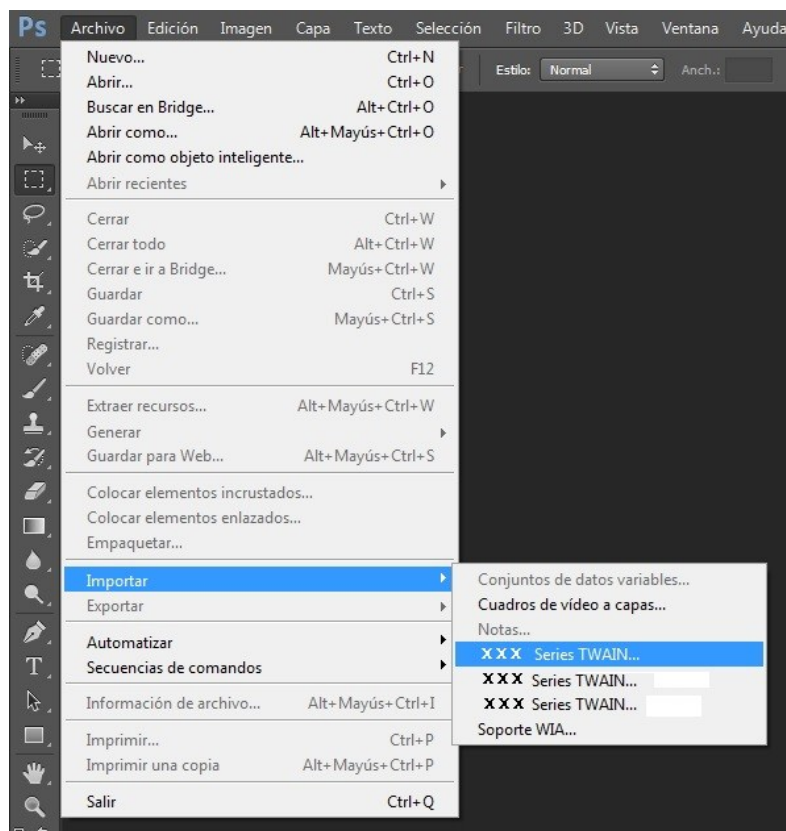 Ps Archivo Edición Imagen Capa Texto Selección Filtro 3D Vista Ventana Ayuda
Estilo: Normal Anch.:
Nuevo... Ctrl+N
Abrir... Ctrl+O
Buscar en Bridge... Alt+Ctrl+O
Abrir como... Alt+Mayús+Ctrl+O
Abrir como objeto inteligente...
Abrir recientes
Cerrar Ctrl+W
Cerrar todo Alt+Ctrl+W
Cerrar e ir a Bridge... Mayús+Ctrl+W
Guardar Ctrl+S
Guardar como... Mayús+Ctrl+S
Registrar...
Volver F12
Extraer recursos... Alt+Mayús+Ctrl+W
Generar
Guardar para Web... Alt+Mayús+Ctrl+S
Colocar elementos incrustados...
Colocar elementos enlazados...
Empaquetar...
Importar
Exportar
Automatizar
Secuencias de comandos
Información de archivo... Alt+Mayús+Ctrl+I
Imprimir... Ctrl+P
Imprimir una copia Alt+Mayús+Ctrl+P
Salir Ctrl+Q
Conjuntos de datos variables...
Cuadros de vídeo a capas...
Notas...
XXX Series TWAIN...
XXX Series TWAIN...
XXX Series TWAIN...
Soporte WIA...